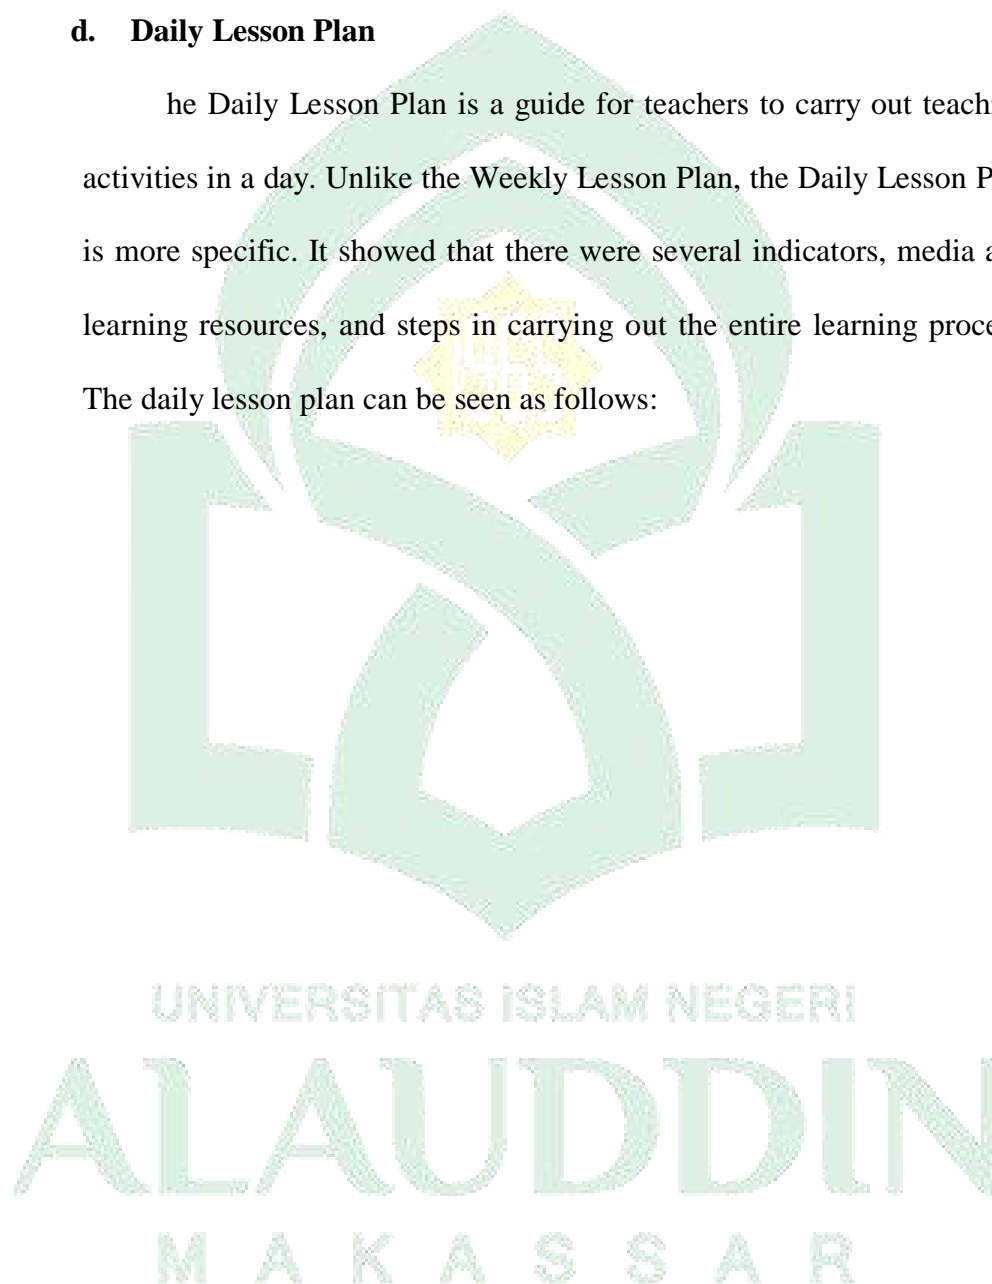 d. Daily Lesson Plan
he Daily Lesson Plan is a guide for teachers to carry out teach
activities in a day. Unlike the Weekly Lesson Plan, the Daily Lesson P
is more specific. It showed that there were several indicators, media a
learning resources, and steps in carrying out the entire learning proce
The daily lesson plan can be seen as follows:
1965
UNIVERSITAS ISLAM NEGERI
ALAUDDIN
MAKASSAR